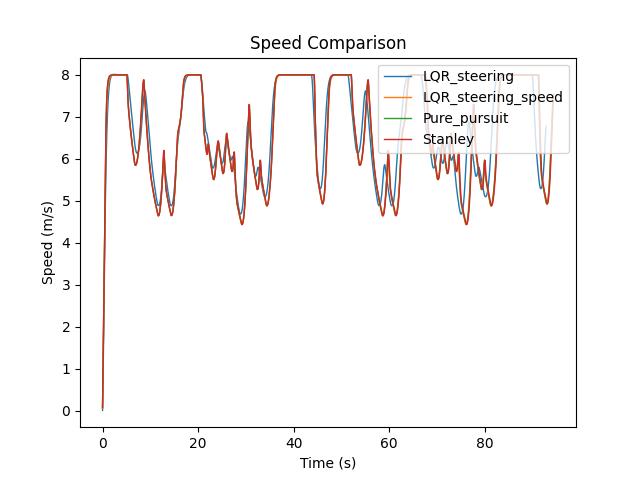 Speed Comparison
LQR_steering
LQR_steering_speed
Pure_pursuit
Stanley
8
7
6
5
4
3
2
1
0
Speed (m/s)
0 20 40 60 80
Time (s)